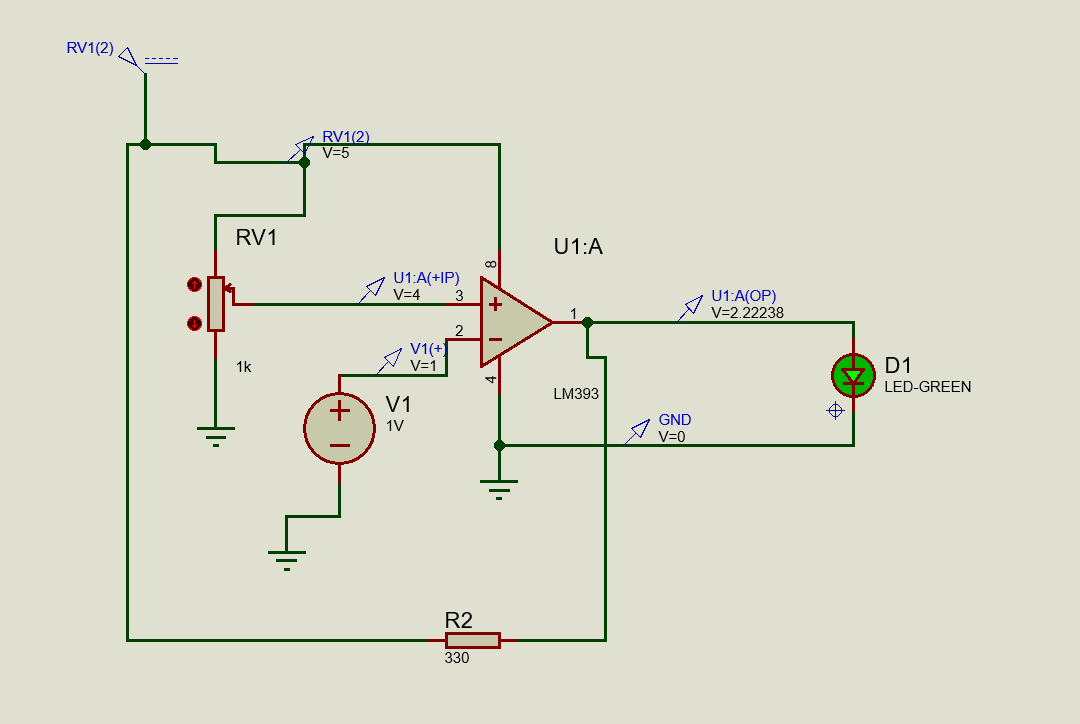 RV1(2)
RV1(2)
V=5
RV1
U1:A
8
U1:A(+IP)
V=4
3
U1:A(OP)
V=2.22238
1
2
V1(+)
V=1
1k
4
D1
LED-GREEN
LM393
V1
1V
GND
V=0
R2
330